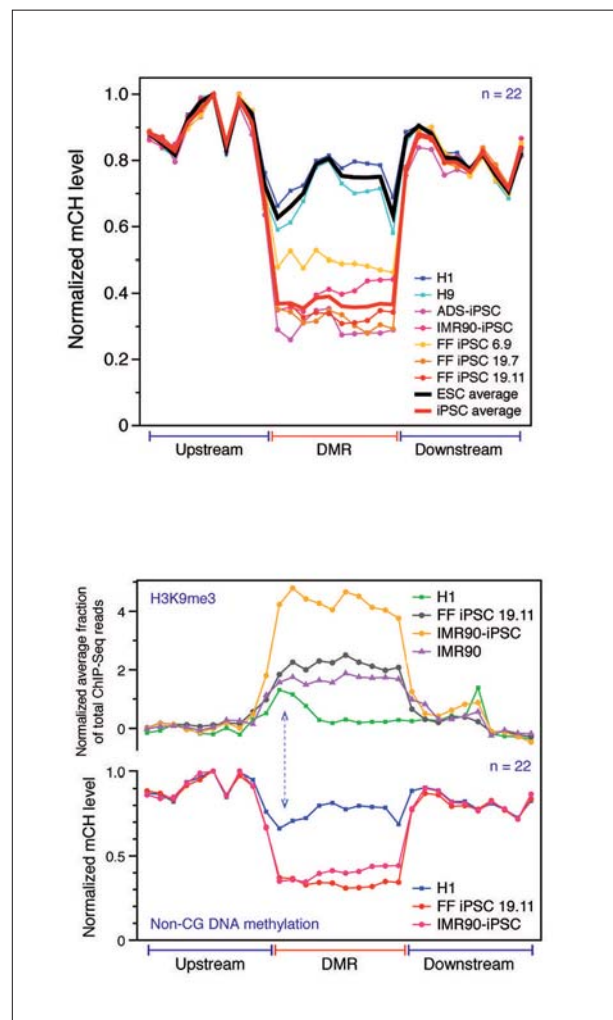 n = 22
Normalized mCH level
1.0
0.8
0.6
0.4
0.2
0
H1
H9
ADS-iPSC
IMR90-iPSC
FF iPSC 6.9
FF iPSC 19.7
FF iPSC 19.11
ESC average
iPSC average
Upstream
DMR
Downstream
H3K9me3
Normalized average fraction
of total ChIP-Seq reads
4
2
0
H1
FF iPSC 19.11
IMR90-iPSC
IMR90
n = 22
Normalized mCH level
1.0
0.5
0
H1
FF iPSC 19.11
IMR90-iPSC
Non-CG DNA methylation
Upstream
DMR
Downstream